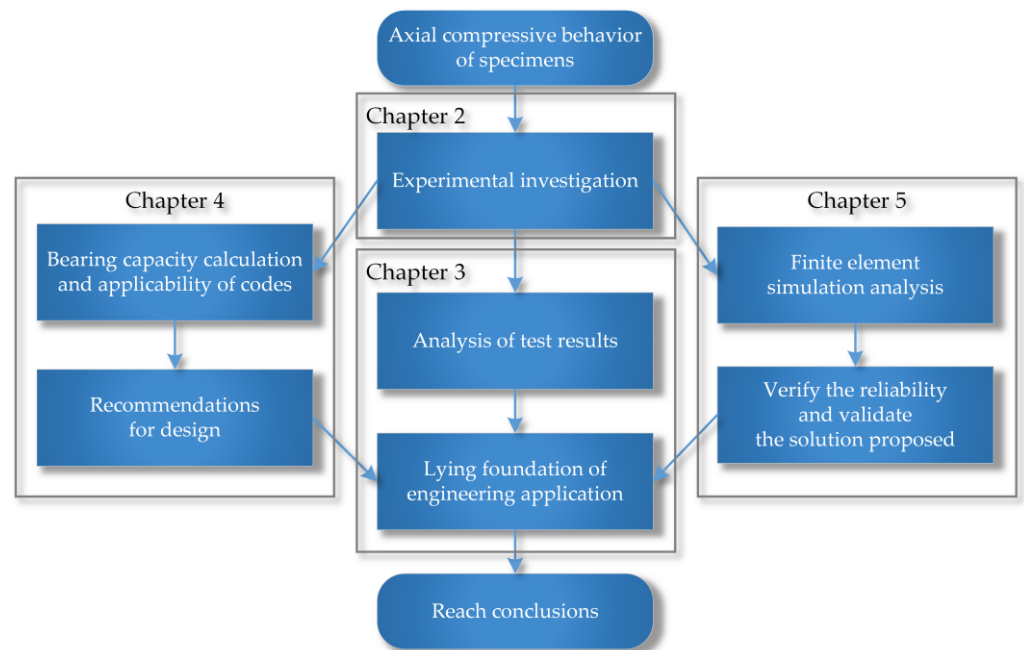 Axial compressive behavior
of specimens
Chapter 2
Experimental investigation
Chapter 4
Bearing capacity calculation
and applicability of codes
Recommendations
for design
Chapter 3
Analysis of test results
Lying foundation of
engineering application
Chapter 5
Finite element
simulation analysis
Verify the reliability
and validate
the solution proposed
Reach conclusions